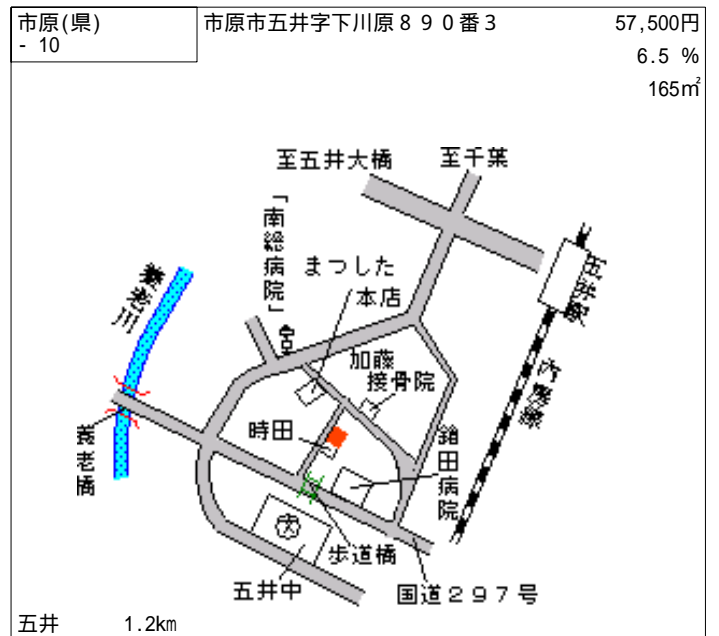 市原(県)
- 10
市原市五井字下川原８９０番3
57,500円
6.5 %
165㎡
至五井大橋
至千葉
「南総病院」
まつした
本店
養老川
五井駅
内房線
加藤
接骨院
時田
鎗田病院
養老橋
歩道橋
五井中
国道２９７号
五井 1.2km